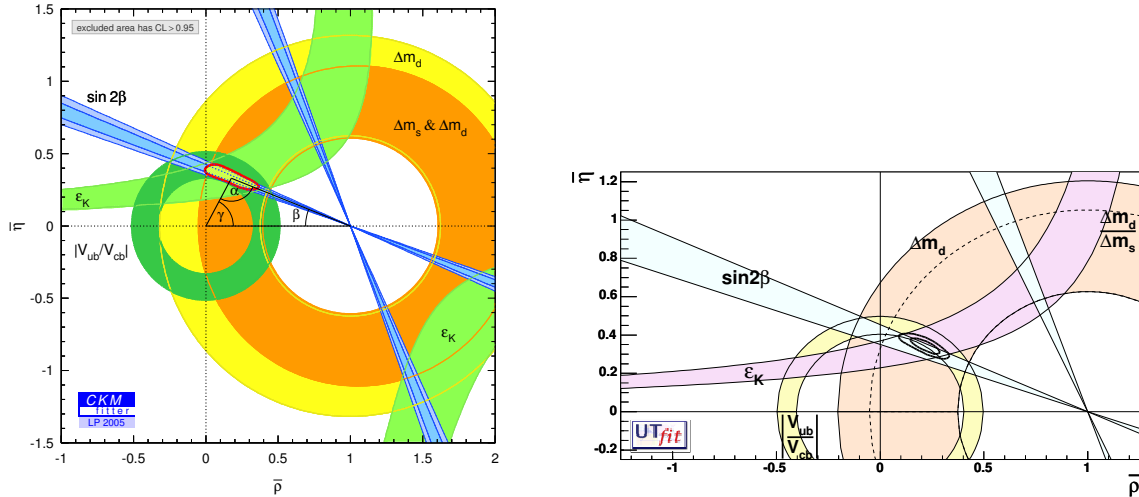 excluded area has CL > 0.95
1.5
1
0.5
0
-0.5
-1
-1.5
η̄
sin 2β
Δm_d
Δm_s & Δm_d
ε_K
α
γ
β
|V_ub/V_cb|
ε_K
CKM
fitter
LP 2005
-1
-0.5
0
0.5
1
1.5
2
ρ̄
η̄
1.2
1
0.8
0.6
0.4
0.2
0
-0.2
Δm_d
Δm_d
Δm_s
sin2β
ε_K
|V_ub
V_cb|
UTfit
-1
-0.5
0
0.5
1
ρ̄